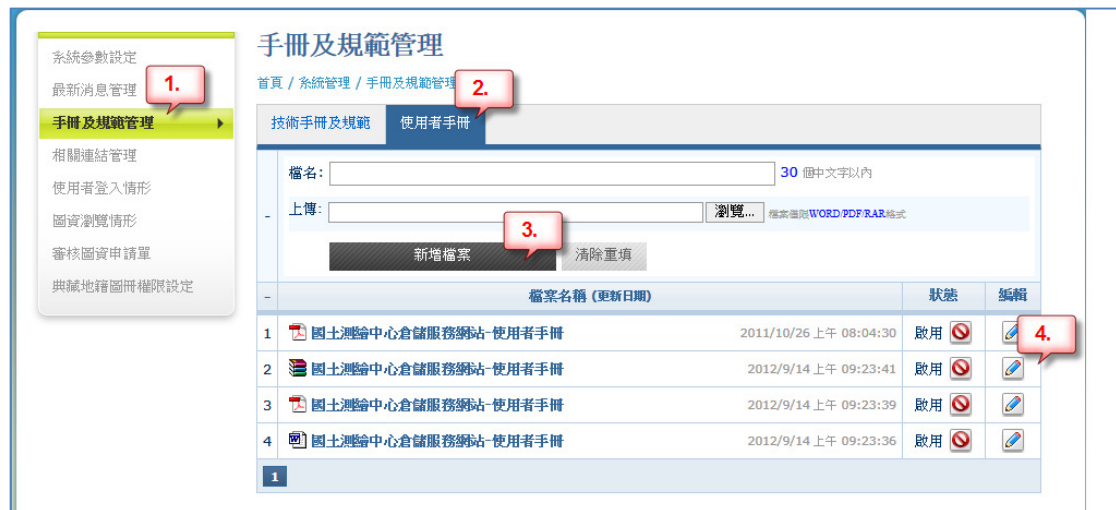 手冊及規範管理
首頁 / 系統管理 / 手冊及規範管理
系統參數設定
最新消息管理
手冊及規範管理
相關連結管理
使用者登入情形
圖資瀏覽情形
審核圖資申請單
典藏地籍圖冊權限設定
1.
2.
技術手冊及規範 使用者手冊
檔名: 30 個中文字以內
- 上傳: 瀏覽... 檔案僅限WORD/PDF/RAR格式
3.
新增檔案 清除重填
- 檔案名稱 (更新日期) 狀態 編輯
1 國土測繪中心倉儲服務網站-使用者手冊 2011/10/26 上午 08:04:30 啟用
4.
2 國土測繪中心倉儲服務網站-使用者手冊 2012/9/14 上午 09:23:41 啟用
3 國土測繪中心倉儲服務網站-使用者手冊 2012/9/14 上午 09:23:39 啟用
4 國土測繪中心倉儲服務網站-使用者手冊 2012/9/14 上午 09:23:36 啟用
1